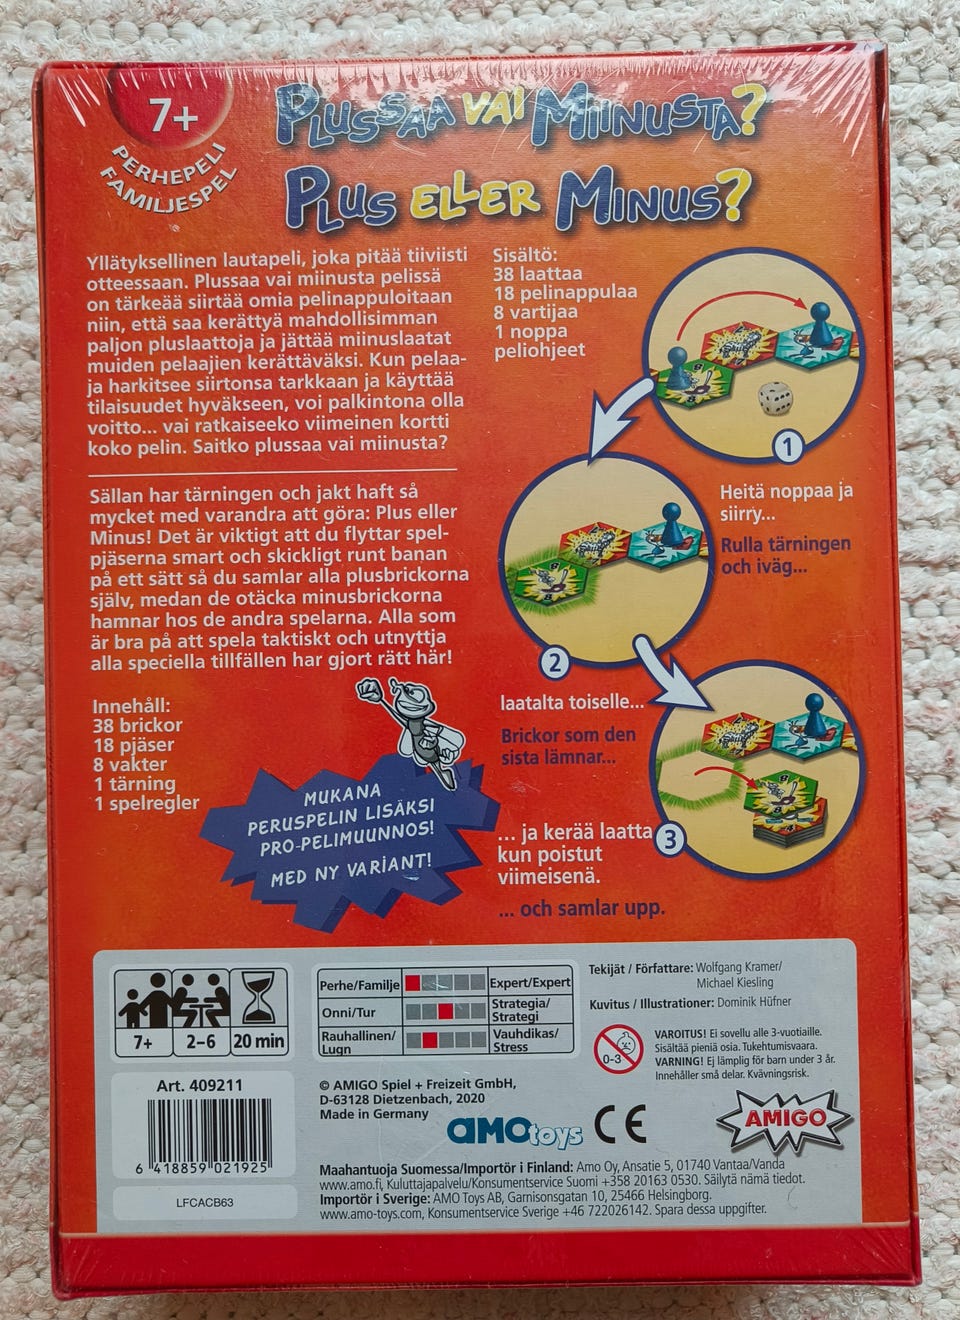 7+
PERHEPELI
FAMILJESPEL
PLUSSAA VAI MIINUSTA?
PLUS ELLER MINUS?
Yllätyksellinen lautapeli, joka pitää tiiviisti
otteessaan. Plussaa vai miinusta pelissä
on tärkeää siirtää omia pelinappuloitaan
niin, että saa kerättyä mahdollisimman
paljon pluslaattoja ja jättää miinuslaatat
muiden pelaajien kerättäväksi. Kun pelaa-
ja harkitsee siirtonsa tarkkaan ja käyttää
tilaisuudet hyväkseen, voi palkintona olla
voitto... vai ratkaiseeko viimeinen kortti
koko pelin. Saitko plussaa vai miinusta?
Sällan har tärningen och jakt haft så
mycket med varandra att göra: Plus eller
Minus! Det är viktigt att du flyttar spel-
pjäserna smart och skickligt runt banan
på ett sätt så du samlar alla plusbrickorna
själv, medan de otäcka minusbrickorna
hamnar hos de andra spelarna. Alla som
är bra på att spela taktiskt och utnyttja
alla speciella tillfällen har gjort rätt här!
Innehåll:
38 brickor
18 pjäser
8 vakter
1 tärning
1 spelregler
MUKANA
PERUSPELIN LISÄKSI
PRO-PELIMUUNNOS!
MED NY VARIANT!
Sisältö:
38 laattaa
18 pelinappulaa
8 vartijaa
1 noppa
peliohjeet
1
Heitä noppaa ja
siirry...
Rulla tärningen
och iväg...
2
laatalta toiselle...
Brickor som den
sista lämnar...
3
... ja kerää laatta
kun poistut
viimeisenä.
... och samlar upp.
7+ 2-6 20 min
Perhe/Familje Expert/Expert
Onni/Tur Strategia/
Strategi
Rauhallinen/
Lugn Vauhdikas/
Stress
Tekijät / Författare: Wolfgang Kramer/
Michael Kiesling
Kuvitus / Illustrationer: Dominik Hüfner
0-3
VAROITUS! Ei sovellu alle 3-vuotiaille.
Sisältää pieniä osia. Tukehtumisvaara.
VARNING! Ej lämplig för barn under 3 år.
Innehåller små delar. Kvävningsrisk.
Art. 409211
6 418859 021925
LFCACB63
© AMIGO Spiel + Freizeit GmbH,
D-63128 Dietzenbach, 2020
Made in Germany
AMO toys
CE
AMIGO
Maahantuoja Suomessa/Importör i Finland: Amo Oy, Ansatie 5, 01740 Vantaa/Vanda
www.amo.fi, Kuluttajapalvelu/Konsumentservice Suomi +358 20163 0530. Säilytä nämä tiedot.
Importör i Sverige: AMO Toys AB, Garnisonsgatan 10, 25466 Helsingborg.
www.amo-toys.com, Konsumentservice Sverige +46 722026142. Spara dessa uppgifter.